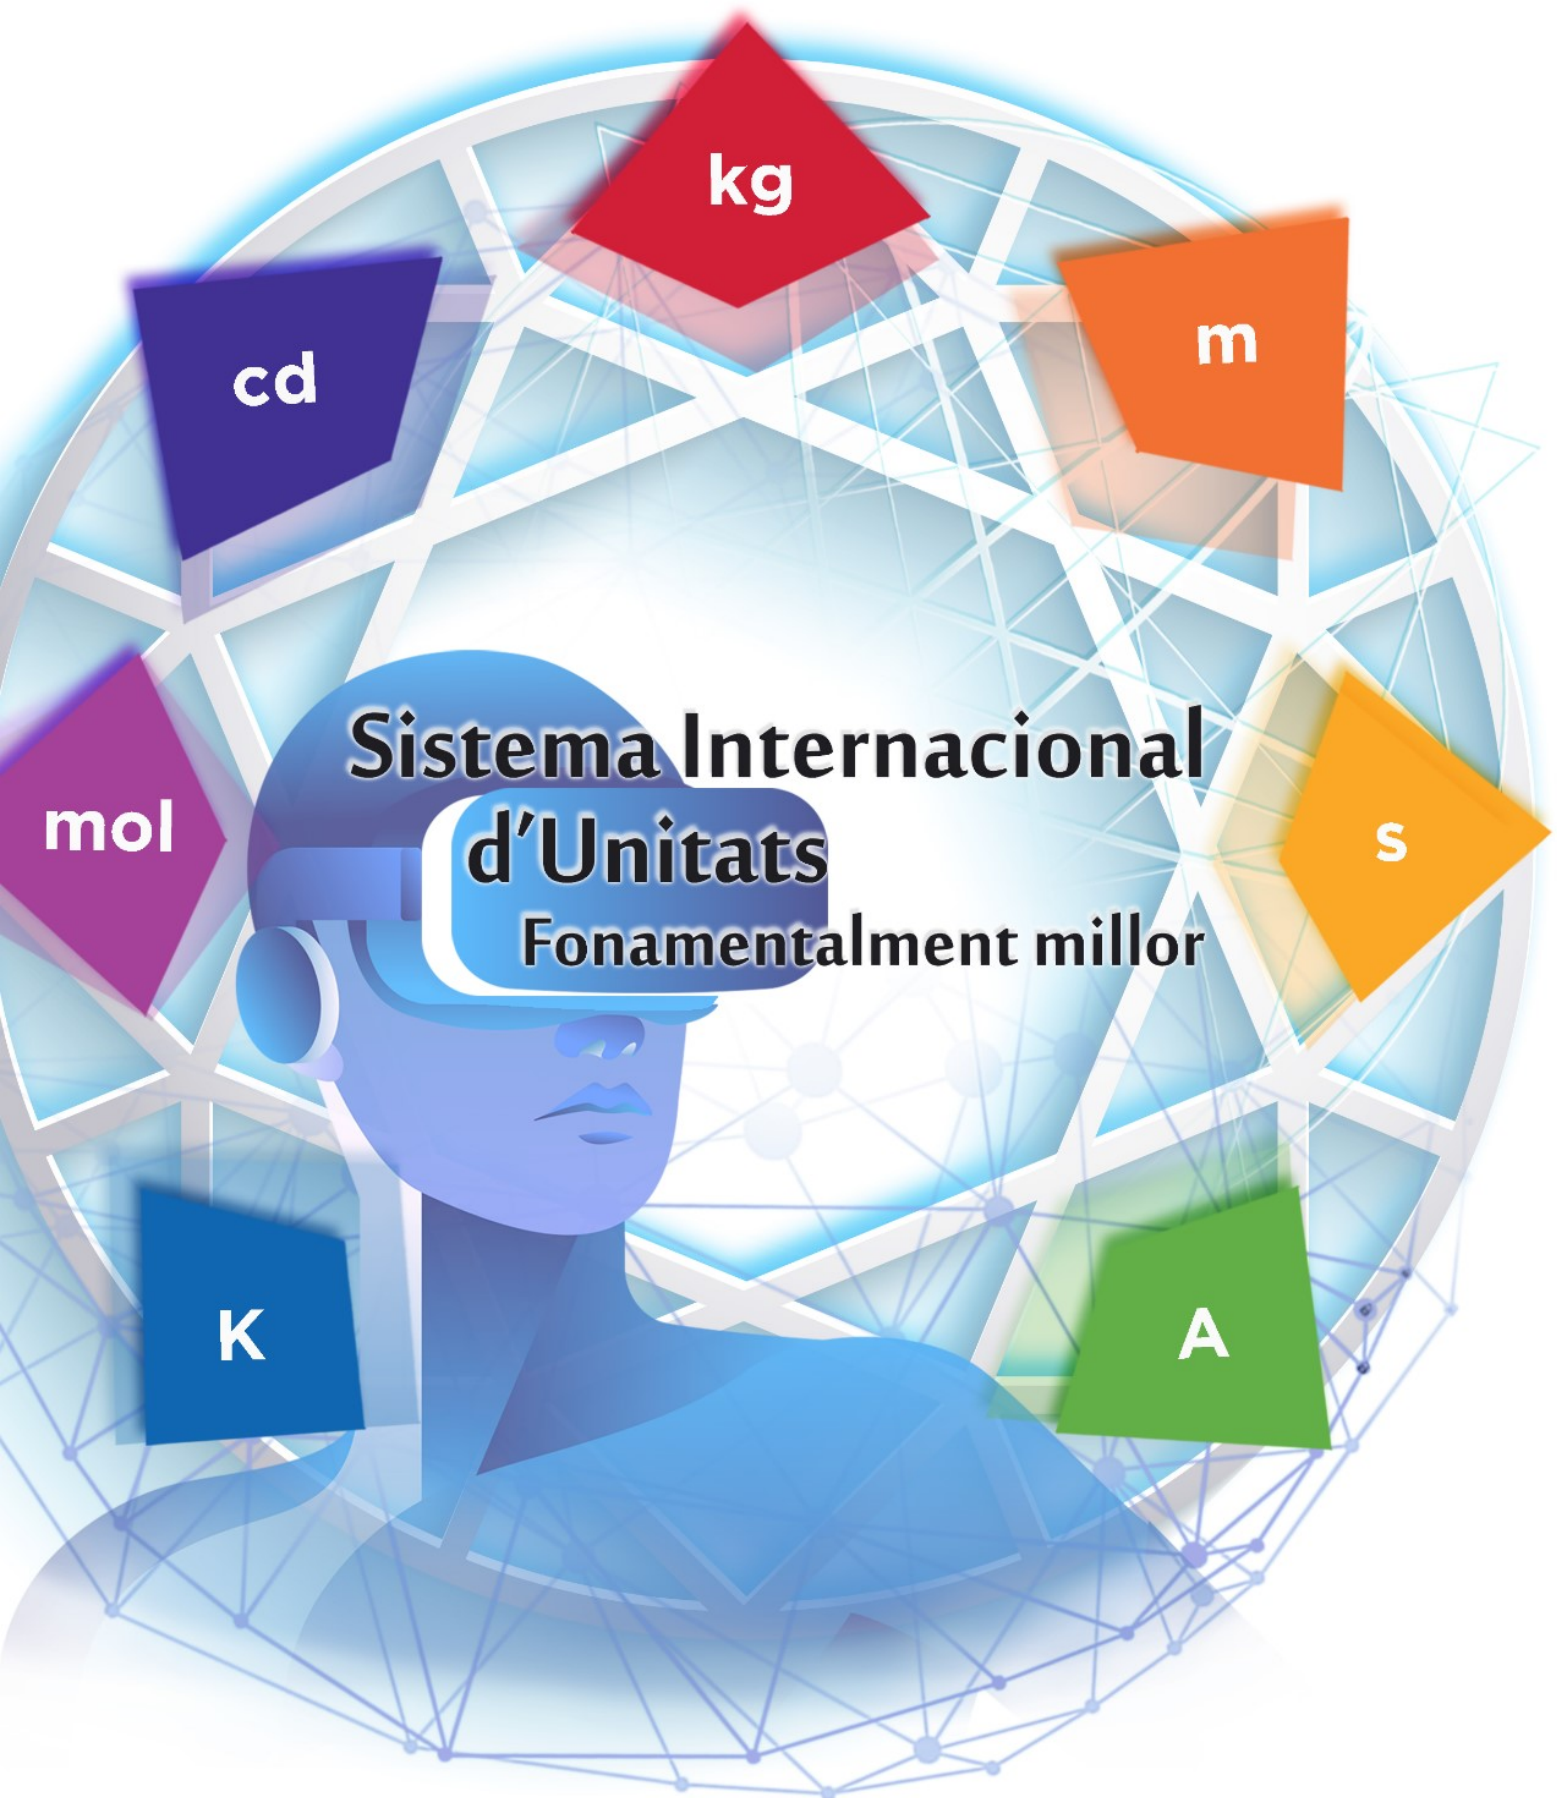 kg
cd
m
Sistema Internacional
d’Unitats
Fonamentalment millor
mol
s
K
A